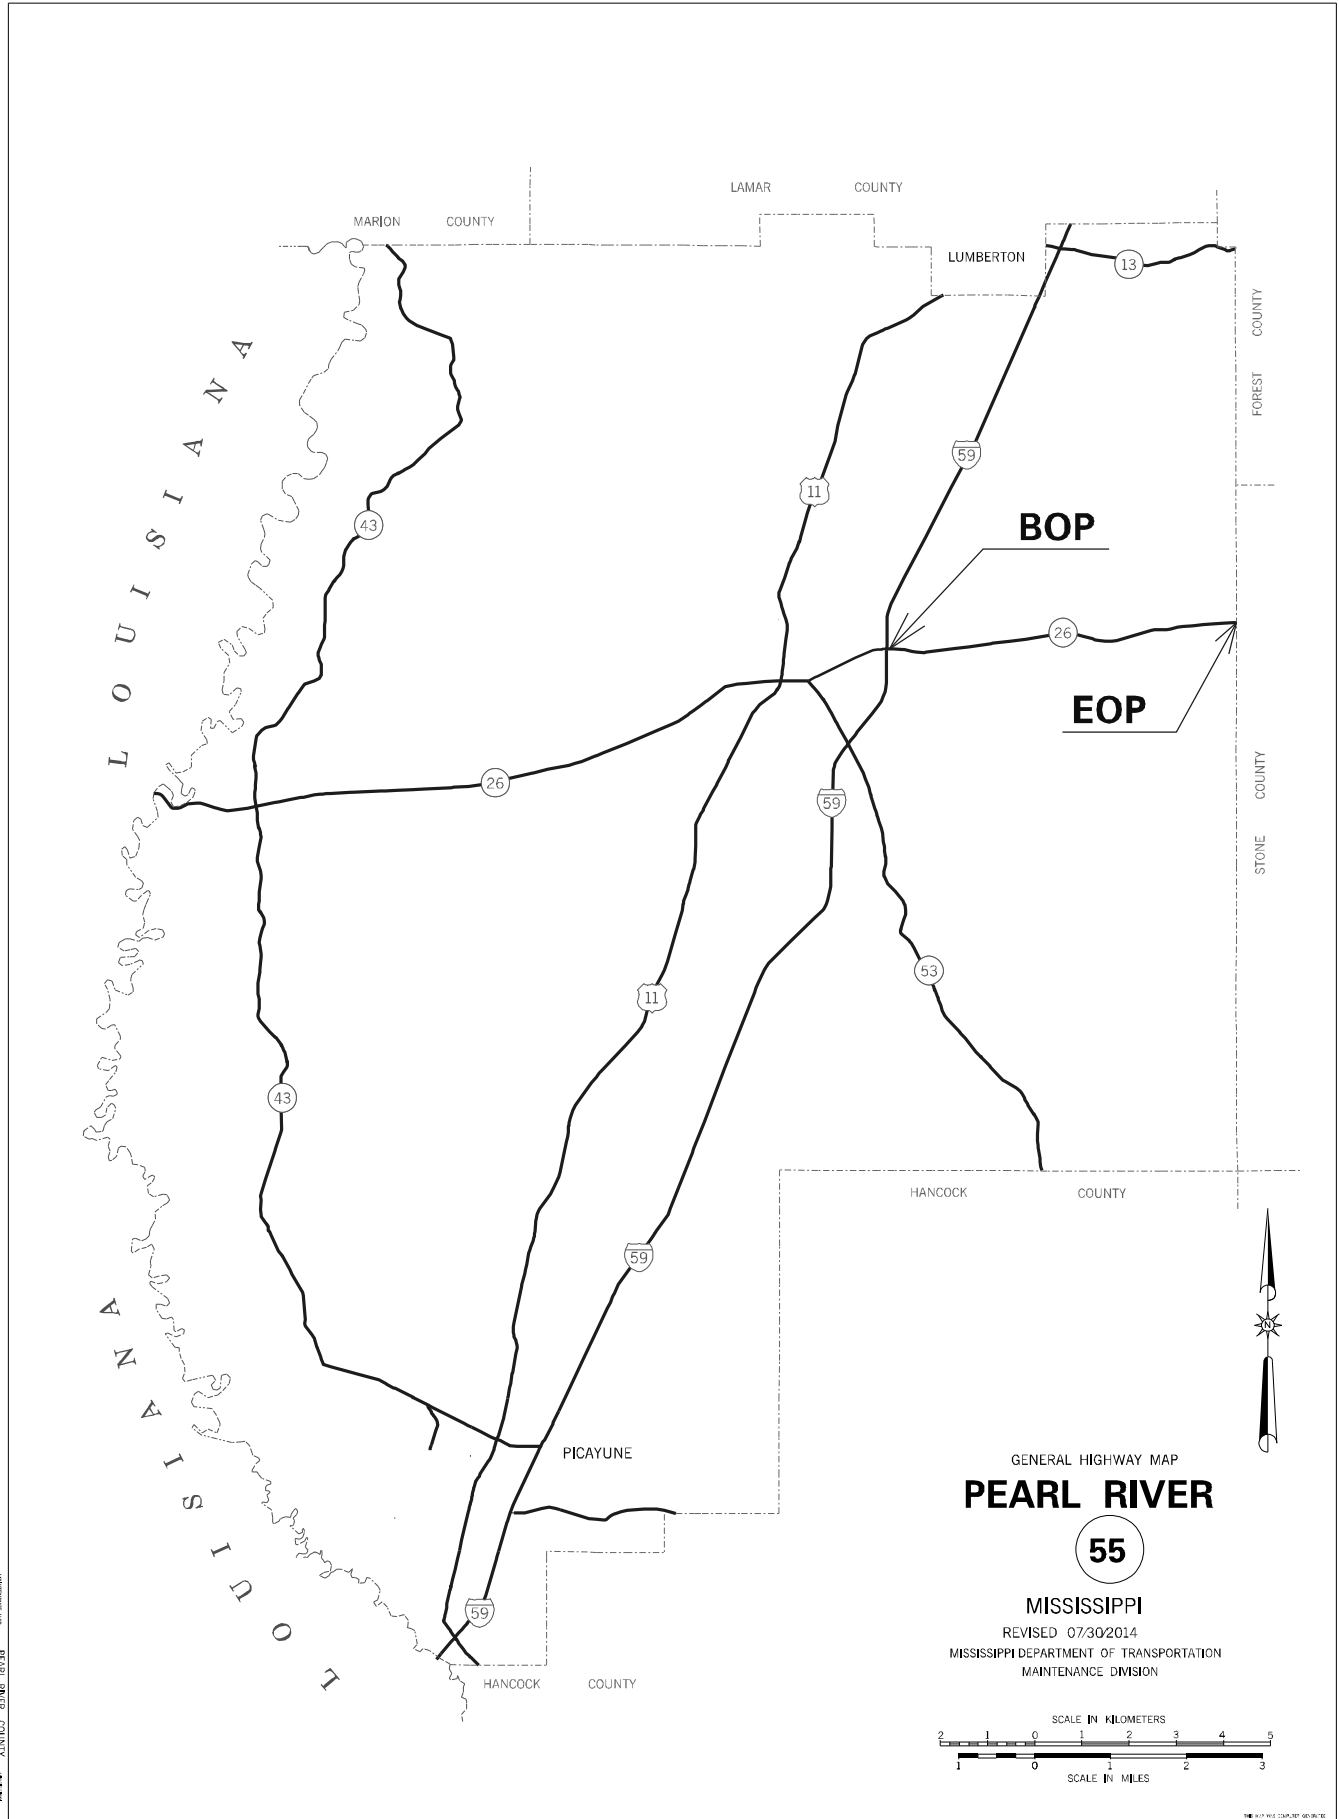 LAMAR COUNTY
MARION COUNTY
LUMBERTON
13
FOREST COUNTY
LOUISIANA
59
11
43
BOP
26
EOP
26
59
STONE COUNTY
53
11
43
HANCOCK COUNTY
59
N
LOUISIANA
PICAYUNE
GENERAL HIGHWAY MAP
PEARL RIVER
55
MISSISSIPPI
REVISED 07/30/2014
MISSISSIPPI DEPARTMENT OF TRANSPORTATION
MAINTENANCE DIVISION
59
HANCOCK COUNTY
SCALE IN KILOMETERS
2 1 0 1 2 3 4 5
1 0 1 2 3
SCALE IN MILES
PEARL RIVER COUNTY